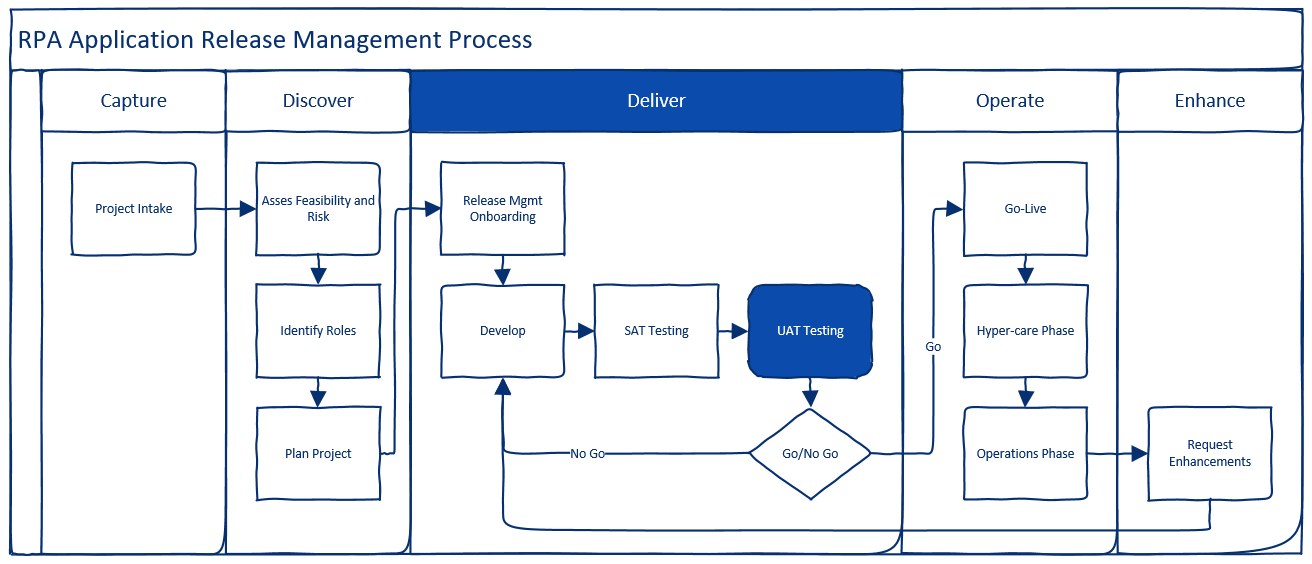 RPA Application Release Management Process
Capture
Discover
Deliver
Operate
Enhance
Project Intake
Asses Feasibility and
Risk
Identify Roles
Plan Project
Release Mgmt
Onboarding
Develop
SAT Testing
UAT Testing
Go/No Go
No Go
Go
Go-Live
Hyper-care Phase
Operations Phase
Request
Enhancements